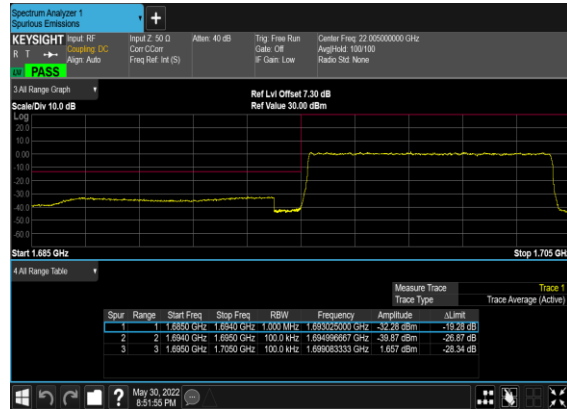 Spectrum Analyzer 1
Spurious Emissions
+
KEYSIGHT
R T
LW
PASS
Input: RF
Coupling: DC
Align: Auto
Input Z: 50 Ω
Corr CCorr
Freq Ref: Int (S)
Atten: 40 dB
Trig: Free Run
Gate: Off
IF Gain: Low
Center Freq: 22.005000000 GHz
Avg|Hold: 100/100
Radio Std: None
3 All Range Graph
Scale/Div 10.0 dB
Ref Lvl Offset 7.30 dB
Ref Value 30.00 dBm
Log
20.0
10.0
0.00
-10.0
-20.0
-30.0
-40.0
-50.0
-60.0
Start 1.685 GHz
Stop 1.705 GH
4 All Range Table
Measure Trace Trace 1
Trace Type Trace Average (Active)
Spur Range Start Freq Stop Freq RBW Frequency Amplitude ΔLimit
1 1 1.6850 GHz 1.6940 GHz 1.000 MHz 1.693025000 GHz -32.28 dBm -19.28 dB
2 2 1.6940 GHz 1.6950 GHz 100.0 kHz 1.694996667 GHz -39.87 dBm -26.87 dB
3 3 1.6950 GHz 1.7050 GHz 100.0 kHz 1.699083333 GHz 1.657 dBm -28.34 dB
?
May 30, 2022
8:51:55 PM